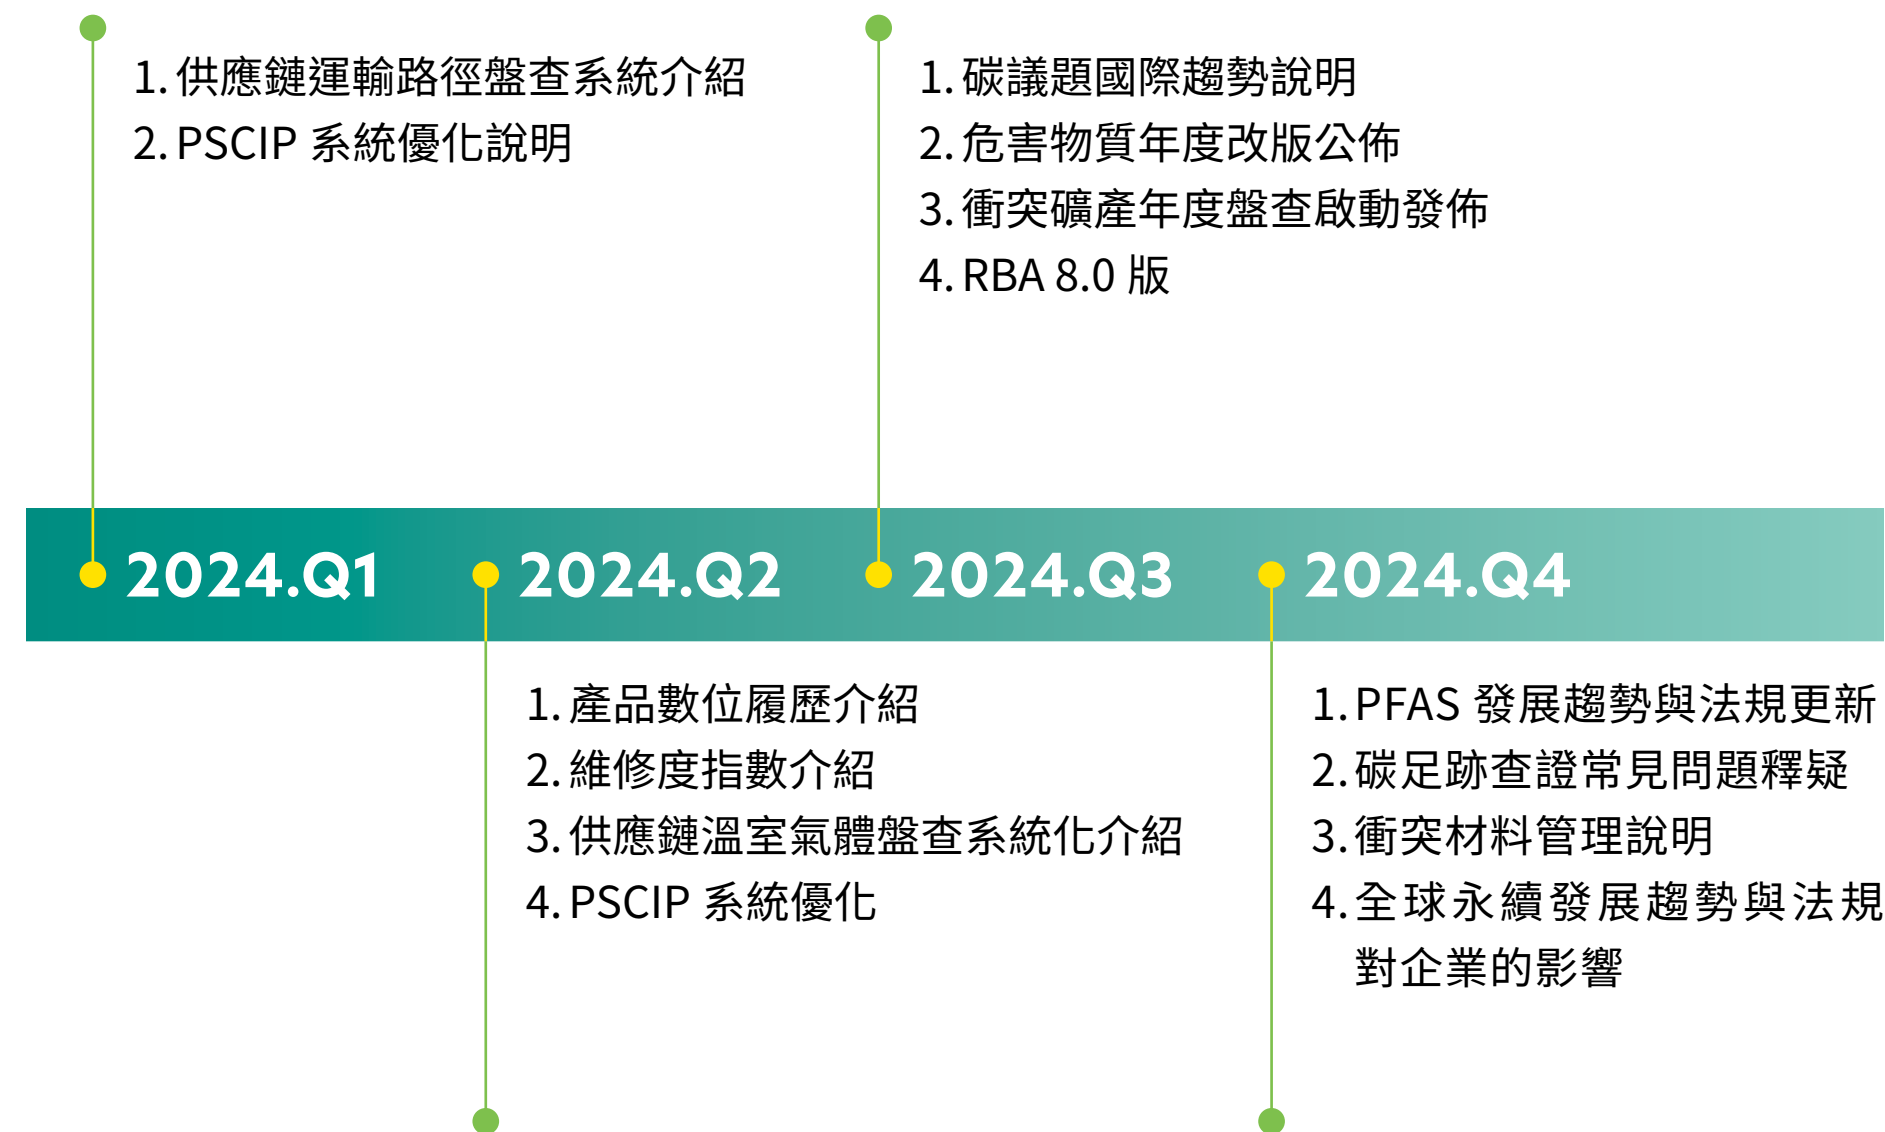 1. 供應鏈運輸路徑盤查系統介紹
2. PSCIP 系統優化說明
1. 碳議題國際趨勢說明
2. 危害物質年度改版公佈
3. 衝突礦產年度盤查啟動發佈
4. RBA 8.0 版
2024.Q1
2024.Q2
2024.Q3
2024.Q4
1. 產品數位履歷介紹
2. 維修度指數介紹
3. 供應鏈溫室氣體盤查系統化介紹
4. PSCIP 系統優化
1. PFAS 發展趨勢與法規更新
2. 碳足跡查證常見問題釋疑
3. 衝突材料管理說明
4. 全球永續發展趨勢與法規
對企業的影響